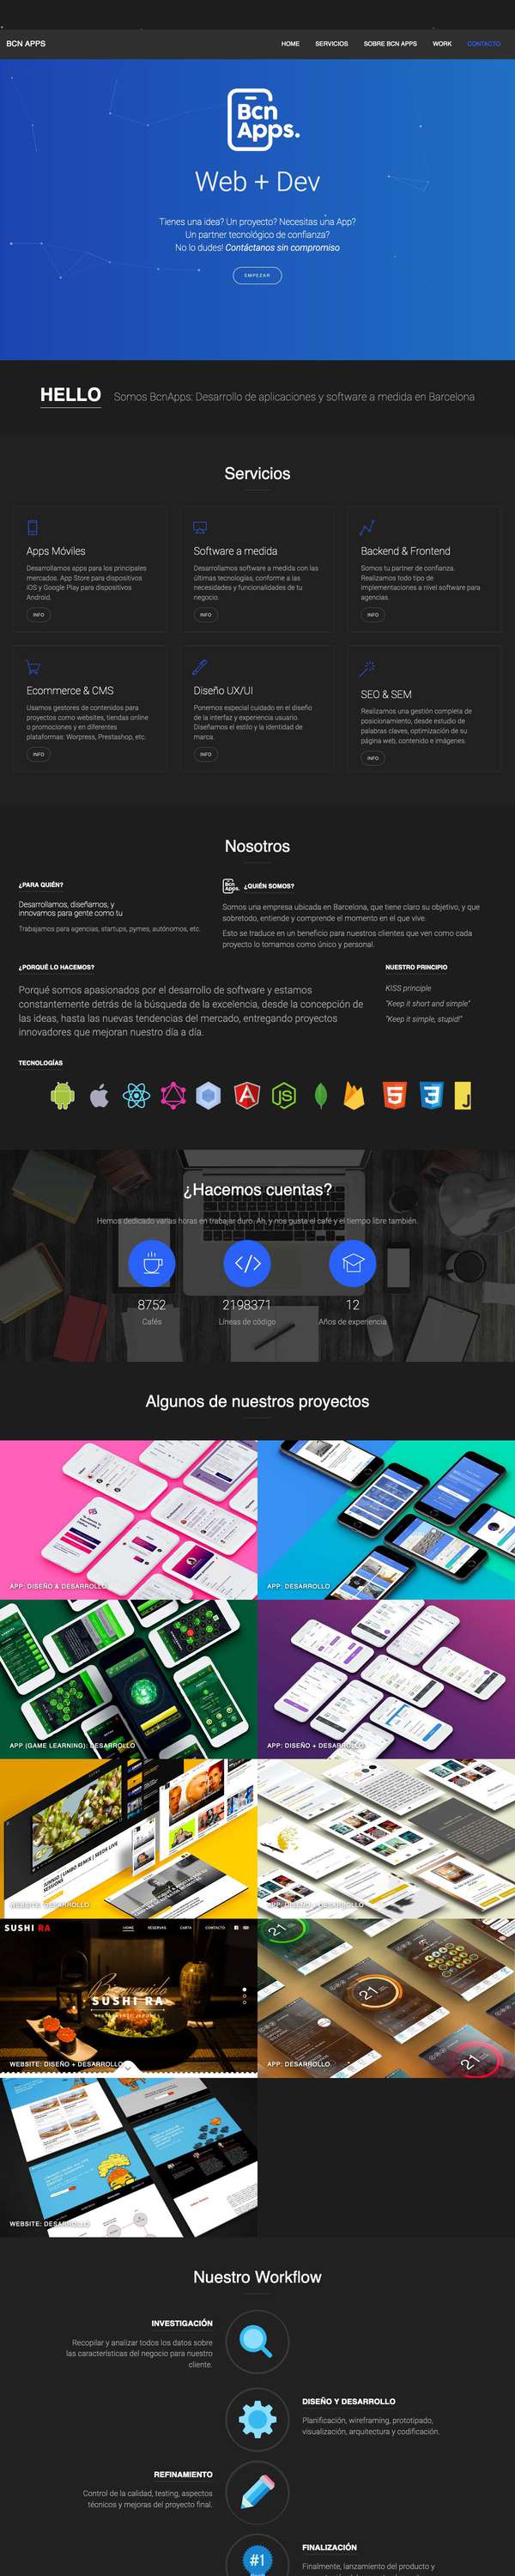 BCN APPS
HOME
SERVICIOS
SOBRE BCN APPS
WORK
CONTACTO
Bcn
Apps.
Web + Dev
Tienes una idea? Un proyecto? Necesitas una App?
Un partner tecnológico de confianza?
No lo dudes! Contáctanos sin compromiso
EMPEZAR
HELLO
Somos BcnApps: Desarrollo de aplicaciones y software a medida en Barcelona
Servicios
Apps Móviles
Desarrollamos apps para los principales
mercados. App Store para dispositivos
iOS y Google Play para dispositivos
Android.
INFO
Software a medida
Desarrollamos software a medida con las
últimas tecnologías, conforme a las
necesidades y funcionalidades de tu
negocio.
INFO
Backend & Frontend
Somos tu partner de confianza.
Realizamos todo tipo de
implementaciones a nivel software para
agencias.
INFO
Ecommerce & CMS
Usamos gestores de contenidos para
proyectos como websites, tiendas online
o promociones y en diferentes
plataformas: Worpress, Prestashop, etc.
INFO
Diseño UX/UI
Ponemos especial cuidado en el diseño
de la interfaz y experiencia usuario.
Diseñamos el estilo y la identidad de
marca.
INFO
SEO & SEM
Realizamos una gestión completa de
posicionamiento, desde estudio de
palabras claves, optimización de su
página web, contenido e imágenes.
INFO
Nosotros
¿PARA QUIÉN?
Desarrollamos, diseñamos, y
innovamos para gente como tu
Trabajamos para agencias, startups, pymes, autónomos, etc.
Bcn
Apps.
¿QUIÉN SOMOS?
Somos una empresa ubicada en Barcelona, que tiene claro su objetivo, y que
sobretodo, entiende y comprende el momento en el que vive.
Esto se traduce en un beneficio para nuestros clientes que ven como cada
proyecto lo tomamos como único y personal.
¿PORQUÉ LO HACEMOS?
Porqué somos apasionados por el desarrollo de software y estamos
constantemente detrás de la búsqueda de la excelencia, desde la concepción de
las ideas, hasta las nuevas tendencias del mercado, entregando proyectos
innovadores que mejoran nuestro día a día.
NUESTRO PRINCIPIO
KISS principle
"Keep it short and simple"
"Keep it simple, stupid!"
TECNOLOGÍAS
¿Hacemos cuentas?
Hemos dedicado varias horas en trabajar duro. Ah, y nos gusta el café y el tiempo libre también.
8752
Cafés
2198371
Líneas de código
12
Años de experiencia
Algunos de nuestros proyectos
APP: DISEÑO & DESARROLLO
APP: DESARROLLO
APP (GAME LEARNING): DESARROLLO
APP: DISEÑO + DESARROLLO
WEBSITE: DESARROLLO
APP: DISEÑO + DESARROLLO
SUSHI RA
HOME
RESERVAS
CARTA
CONTACTO
Bienvenido
SUSHI RA
WEBSITE: DISEÑO + DESARROLLO
21
21
APP: DESARROLLO
WEBSITE: DESARROLLO
Nuestro Workflow
INVESTIGACIÓN
Recopilar y analizar todos los datos sobre
las características del negocio para nuestro
cliente.
DISEÑO Y DESARROLLO
Planificación, wireframing, prototipado,
visualización, arquitectura y codificación.
REFINAMIENTO
Control de la calidad, testing, aspectos
técnicos y mejoras del proyecto final.
#1
FINALIZACIÓN
Finalmente, lanzamiento del producto y